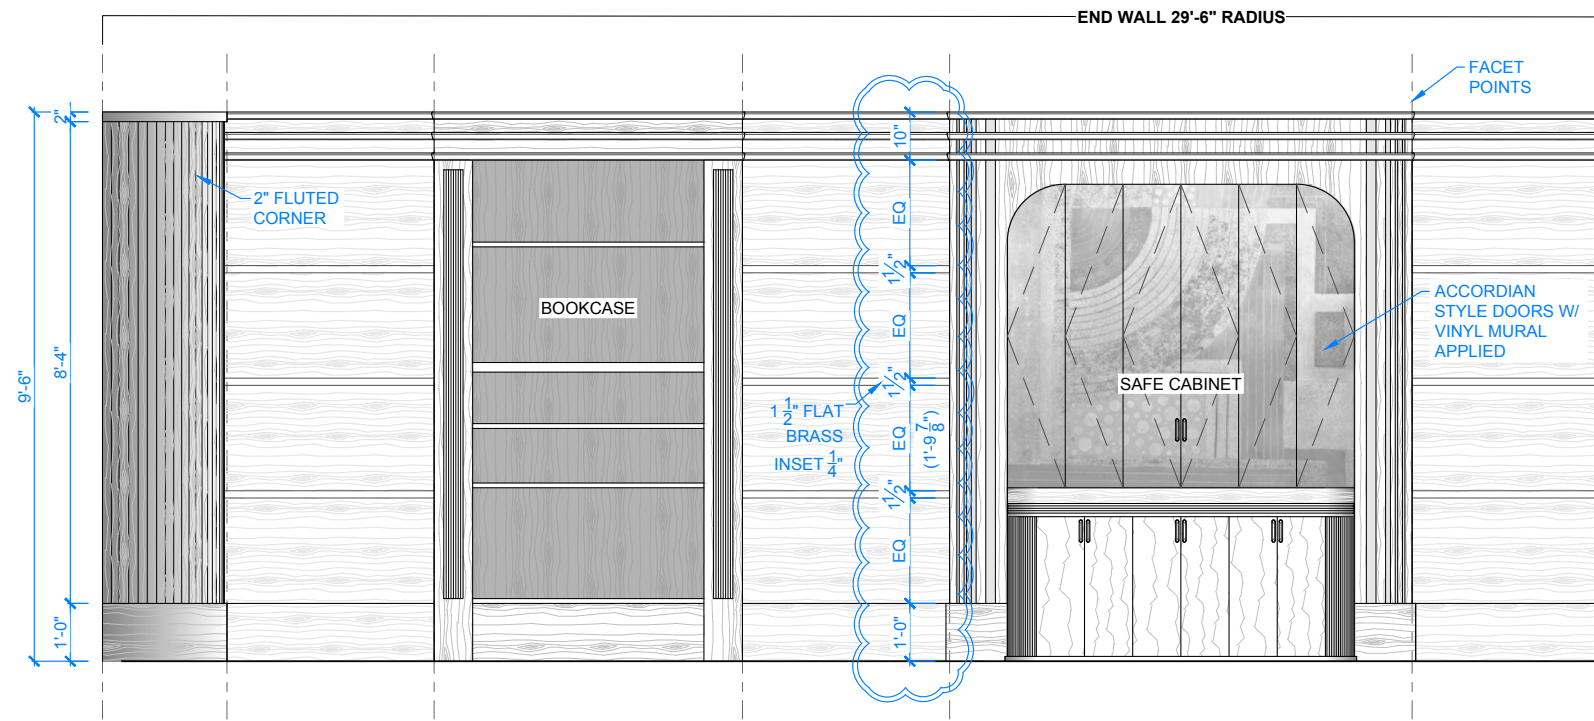 END WALL 29'-6" RADIUS
FACET
POINTS
2"
10"
2" FLUTED
CORNER
EQ
1 1/2"
BOOKCASE
ACCORDIAN
STYLE DOORS W/
VINYL MURAL
APPLIED
EQ
9'-6"
8'-4"
1 1/2"
SAFE CABINET
1 1/2" FLAT
BRASS
INSET 1/4"
EQ
(1'-9 7/8")
1 1/2"
EQ
1'-0"
1'-0"